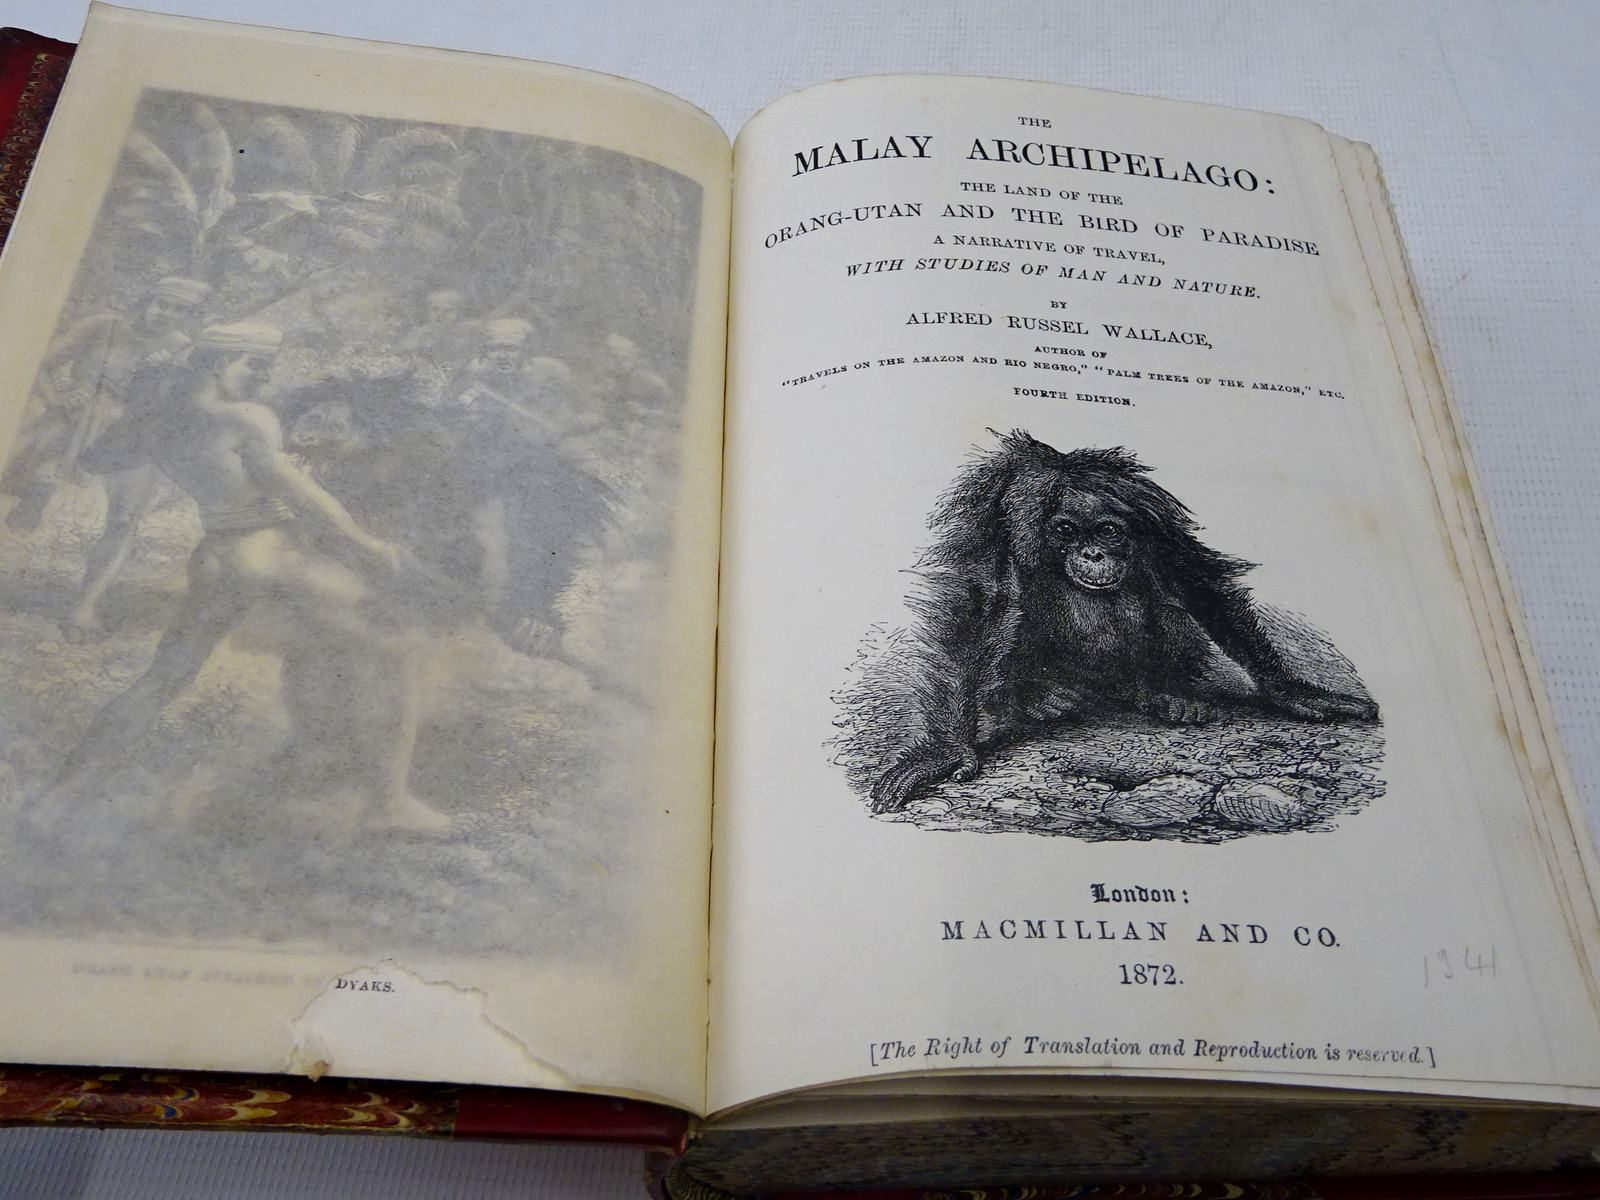 DYAKS.
THE
MALAY ARCHIPELAGO:
THE LAND OF THE
ORANG-UTAN AND THE BIRD OF PARADISE
A NARRATIVE OF TRAVEL,
WITH STUDIES OF MAN AND NATURE.
BY
ALFRED RUSSEL WALLACE,
AUTHOR OF
"TRAVELS ON THE AMAZON AND RIO NEGRO," "PALM TREES OF THE AMAZON," ETC.
FOURTH EDITION.
London:
MACMILLAN AND CO.
1872.
1941
[The Right of Translation and Reproduction is reserved.]